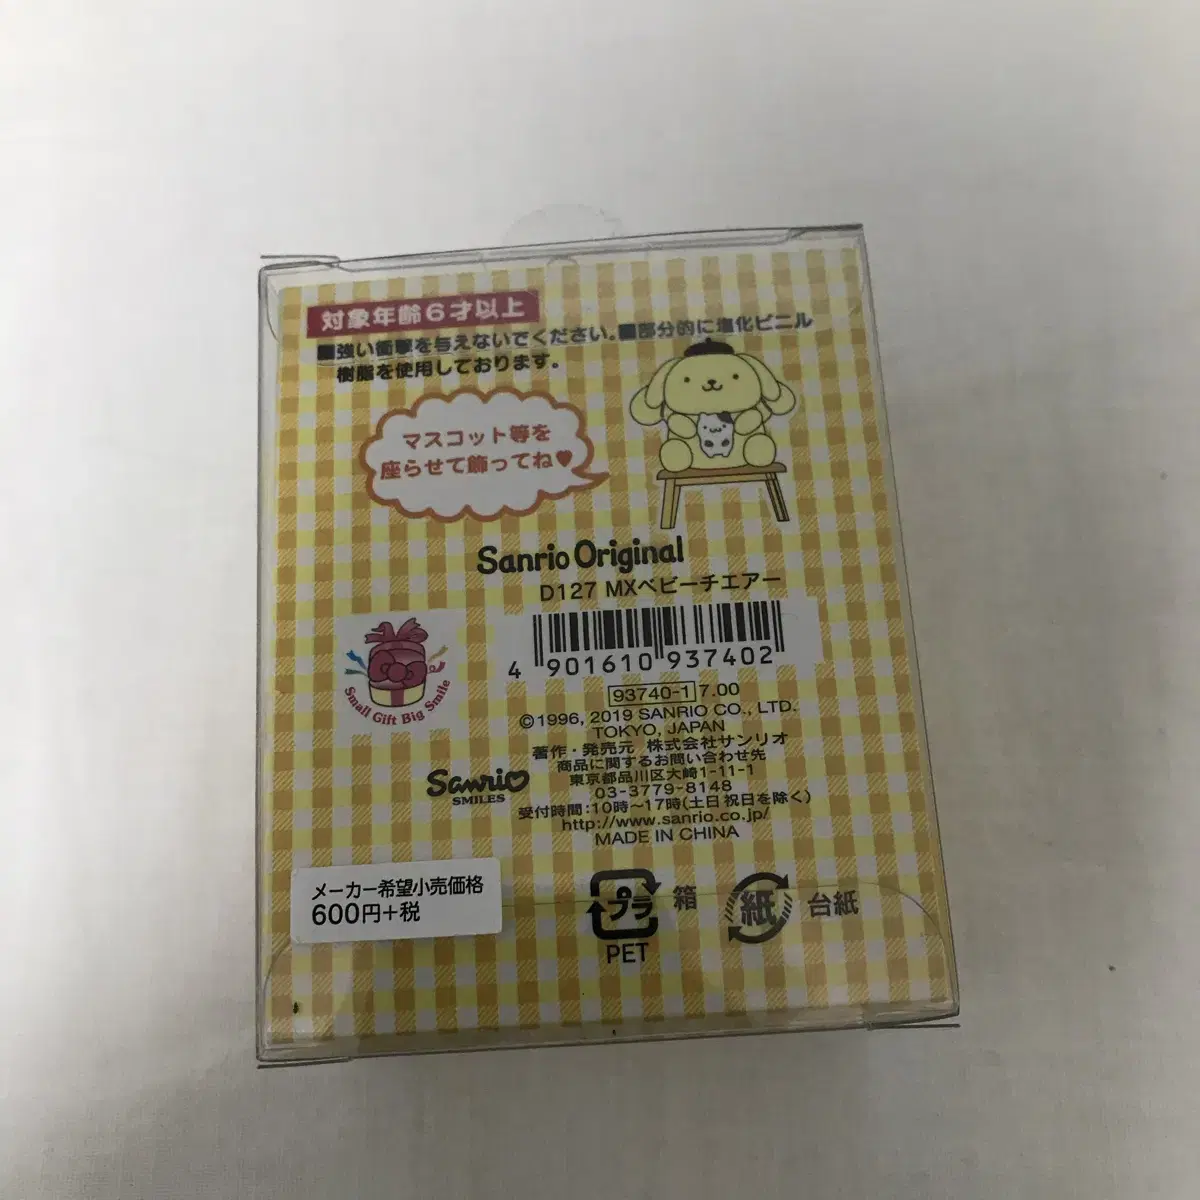 対象年齢6才以上
■強い衝撃を与えないでください。■部分的に塩化ビニル
樹脂を使用しております。
マスコット等を
座らせて飾ってね♥
Sanrio Original
D127 MXベビーチエアー
4 901610 937402
93740-1 7.00
©1996, 2019 SANRIO CO., LTD.
TOKYO, JAPAN
著作・発売元 株式会社サンリオ
商品に関するお問い合わせ先
東京都品川区大崎1-11-1
03-3779-8148
受付時間:10時～17時(土日祝日を除く)
http://www.sanrio.co.jp/
MADE IN CHINA
Small Gift Big Smile
Sanrio
SMILES
メーカー希望小売価格
600円+税
プラ 箱
PET
紙 台紙